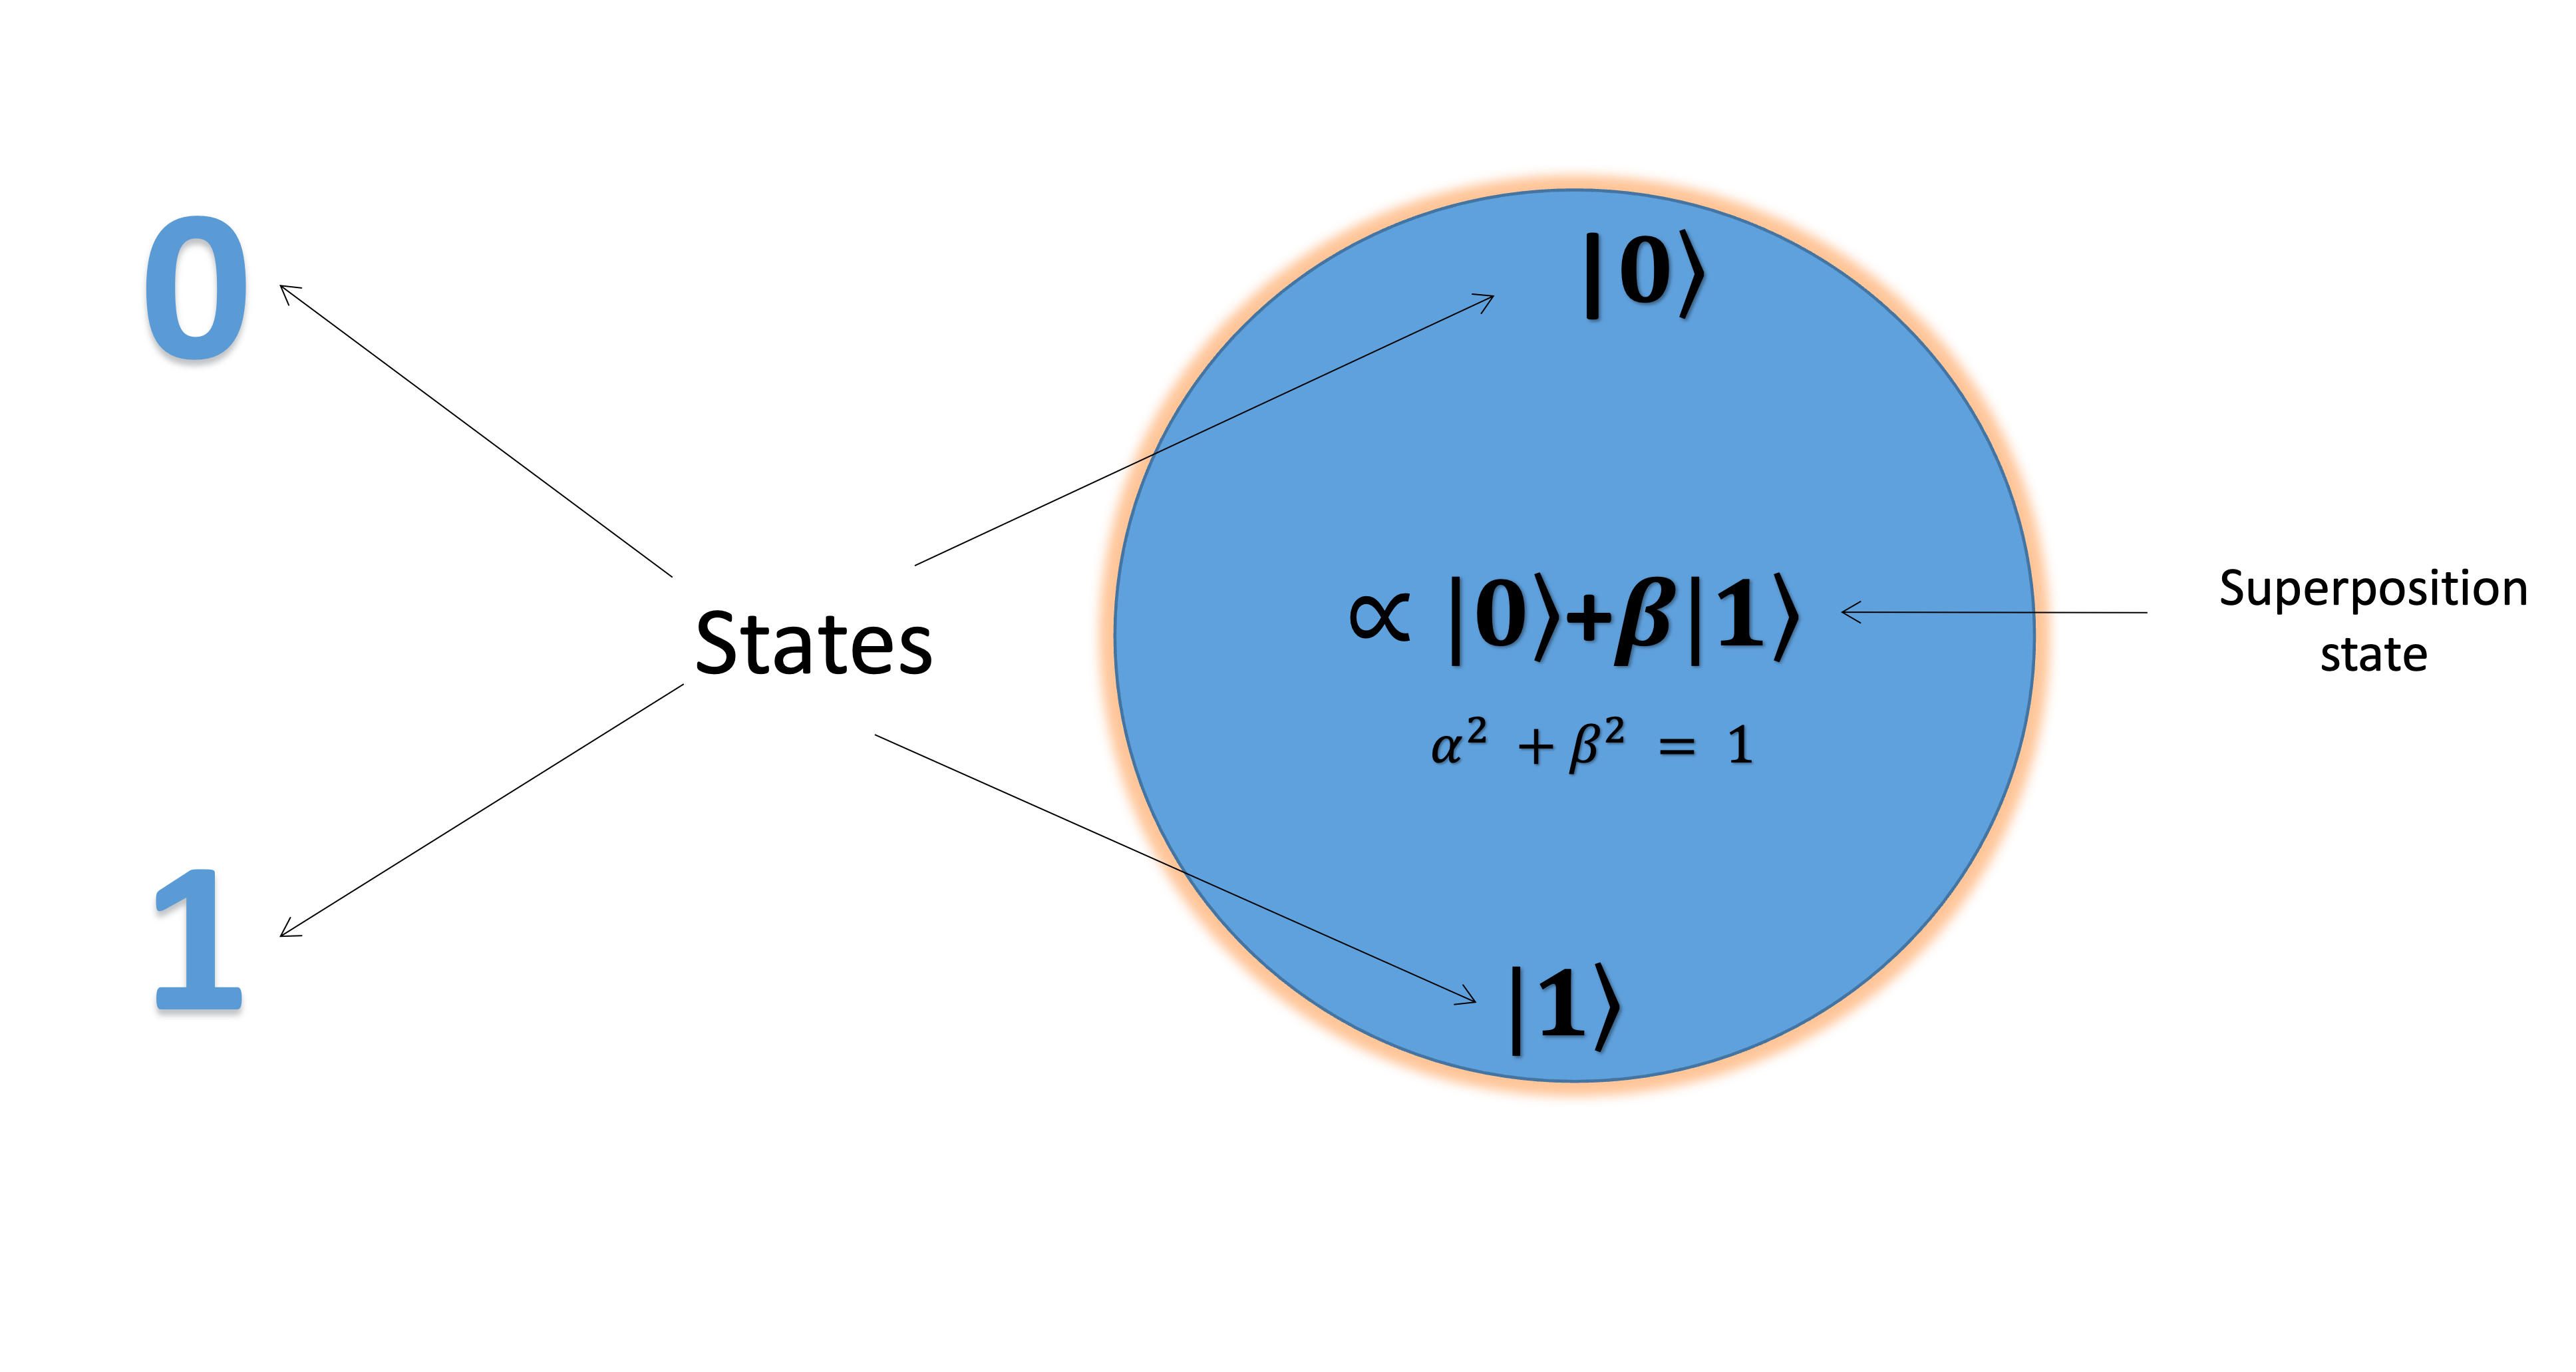 0
|0⟩
States
∝ |0⟩+β|1⟩
α² + β² = 1
Superposition
state
1
|1⟩